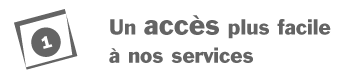 1
Un accès plus facile
à nos services